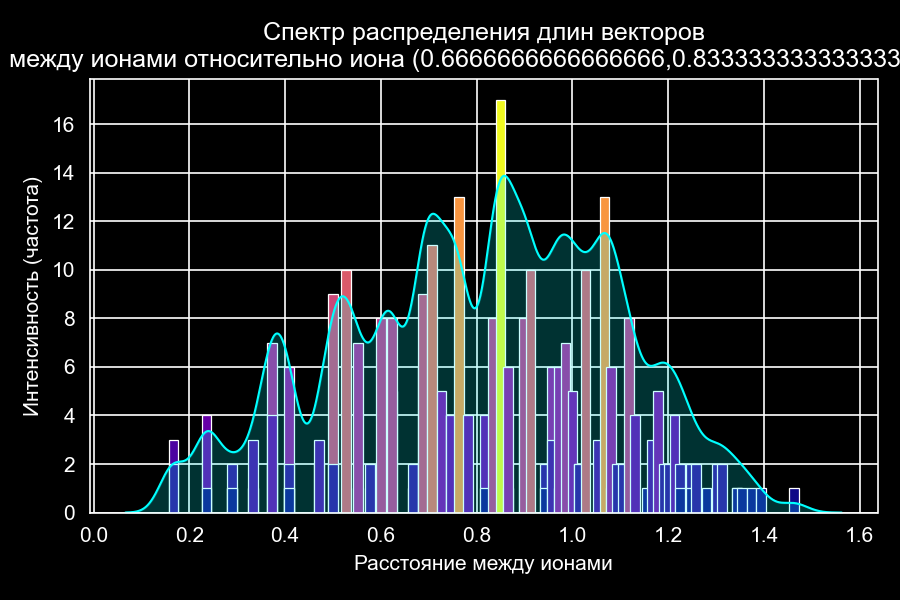 Спектр распределения длин векторов
между ионами относительно иона (0.6666666666666666,0.833333333333333
Интенсивность (частота)
16
14
12
10
8
6
4
2
0
0.0 0.2 0.4 0.6 0.8 1.0 1.2 1.4 1.6
Расстояние между ионами